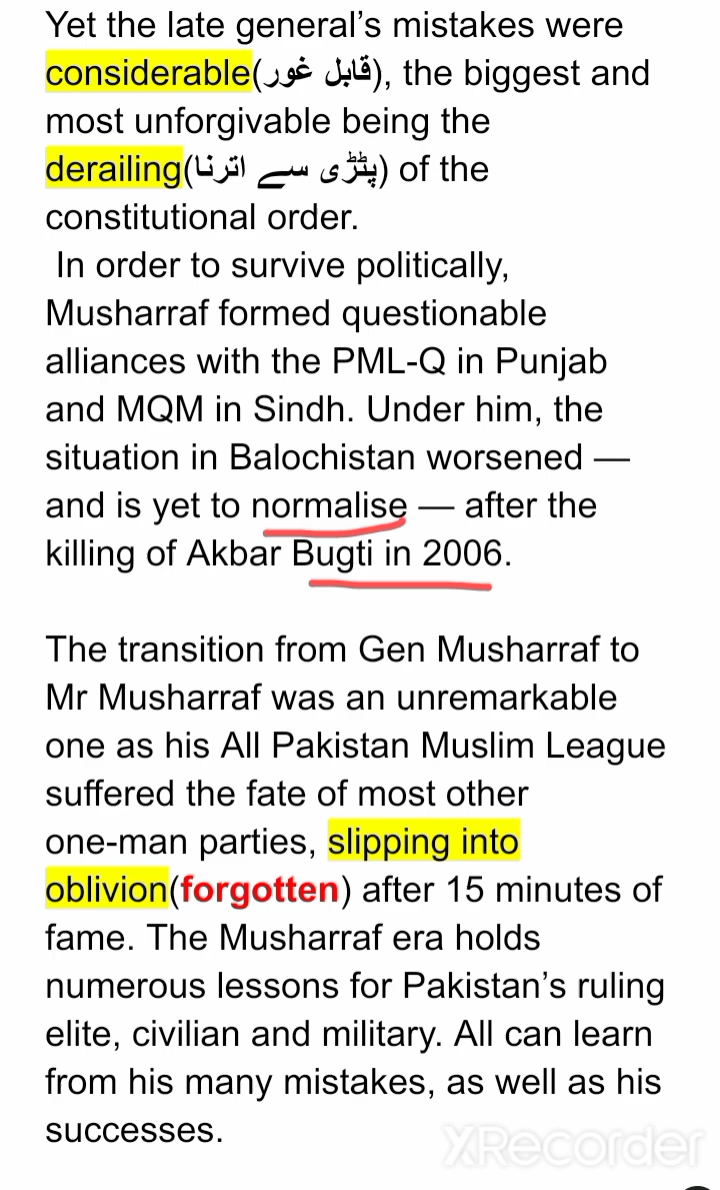 Yet the late general’s mistakes were
considerable(قابل غور), the biggest and
most unforgivable being the
derailing(پٹڑی سے اترنا) of the
constitutional order.
In order to survive politically,
Musharraf formed questionable
alliances with the PML-Q in Punjab
and MQM in Sindh. Under him, the
situation in Balochistan worsened —
and is yet to normalise — after the
killing of Akbar Bugti in 2006.
The transition from Gen Musharraf to
Mr Musharraf was an unremarkable
one as his All Pakistan Muslim League
suffered the fate of most other
one-man parties, slipping into
oblivion(forgotten) after 15 minutes of
fame. The Musharraf era holds
numerous lessons for Pakistan’s ruling
elite, civilian and military. All can learn
from his many mistakes, as well as his
successes.
XRecorder